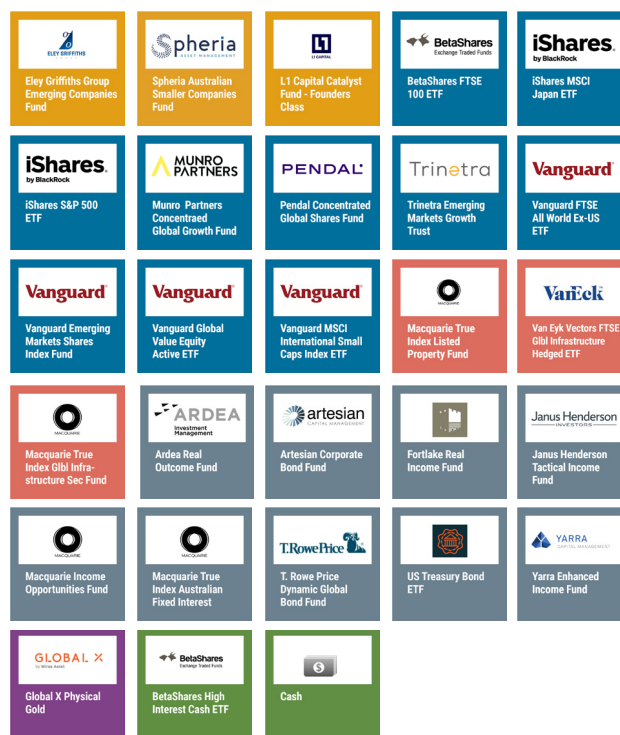 ELEY GRIFFITHS
Eley Griffiths Group
Emerging Companies
Fund
Spheria
ASSET MANAGEMENT
Spheria Australian
Smaller Companies
Fund
L1
L1 CAPITAL
L1 Capital Catalyst
Fund - Founders
Class
BetaShares
Exchange Traded Funds
BetaShares FTSE
100 ETF
iShares.
by BlackRock
iShares MSCI
Japan ETF
iShares.
by BlackRock
iShares S&P 500
ETF
MUNRO
PARTNERS
Munro Partners
Concentraed
Global Growth Fund
PENDAL
Pendal Concentrated
Global Shares Fund
Trinetra
Trinetra Emerging
Markets Growth
Trust
Vanguard
Vanguard FTSE
All World Ex-US
ETF
Vanguard
Vanguard Emerging
Markets Shares
Index Fund
Vanguard
Vanguard Global
Value Equity
Active ETF
Vanguard
Vanguard MSCI
International Small
Caps Index ETF
MACQUARIE
Macquarie True
Index Listed
Property Fund
VanEck
Van Eyk Vectors FTSE
Glbl Infrastructure
Hedged ETF
MACQUARIE
Macquarie True
Index Glbl Infra-
structure Sec Fund
ARDEA
Investment
Management
Ardea Real
Outcome Fund
artesian
CAPITAL MANAGEMENT
Artesian Corporate
Bond Fund
Fortlake Real
Income Fund
Janus Henderson
INVESTORS
Janus Henderson
Tactical Income
Fund
MACQUARIE
Macquarie Income
Opportunities Fund
MACQUARIE
Macquarie True
Index Australian
Fixed Interest
T.RowePrice
T. Rowe Price
Dynamic Global
Bond Fund
US Treasury Bond
ETF
YARRA
CAPITAL MANAGEMENT
Yarra Enhanced
Income Fund
GLOBAL X
by Mirae Asset
Global X Physical
Gold
BetaShares
Exchange Traded Funds
BetaShares High
Interest Cash ETF
$
Cash